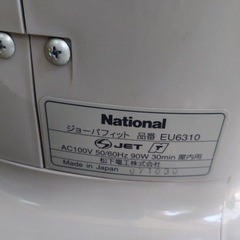 National
ジョーバフィット 品番 EU6310
JET
AC100V 50/60Hz 90W 30min 屋内用
松下電工株式会社
Made in Japan 071030